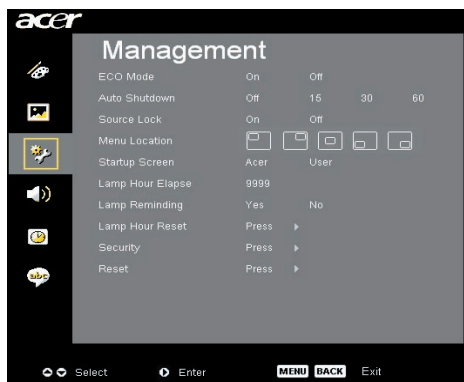 acer
Management
ECO Mode On Off
Auto Shutdown Off 15 30 60
Source Lock On Off
Menu Location
Startup Screen Acer User
Lamp Hour Elapse 9999
Lamp Reminding Yes No
Lamp Hour Reset Press
Security Press
Reset Press
abc
Select Enter MENU BACK Exit